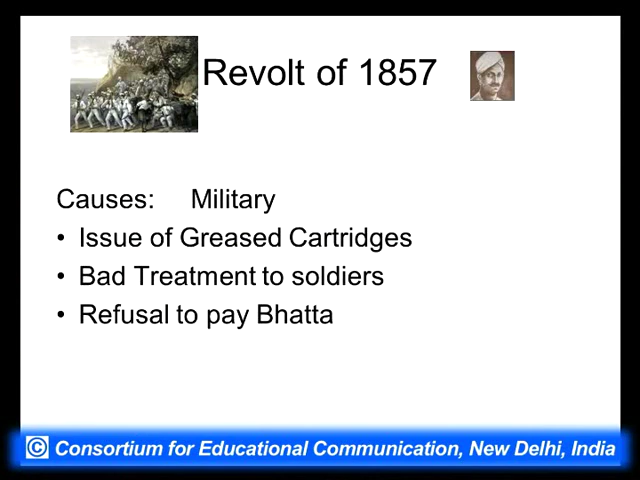 Revolt of 1857
Causes: Military
• Issue of Greased Cartridges
• Bad Treatment to soldiers
• Refusal to pay Bhatta
© Consortium for Educational Communication, New Delhi, India